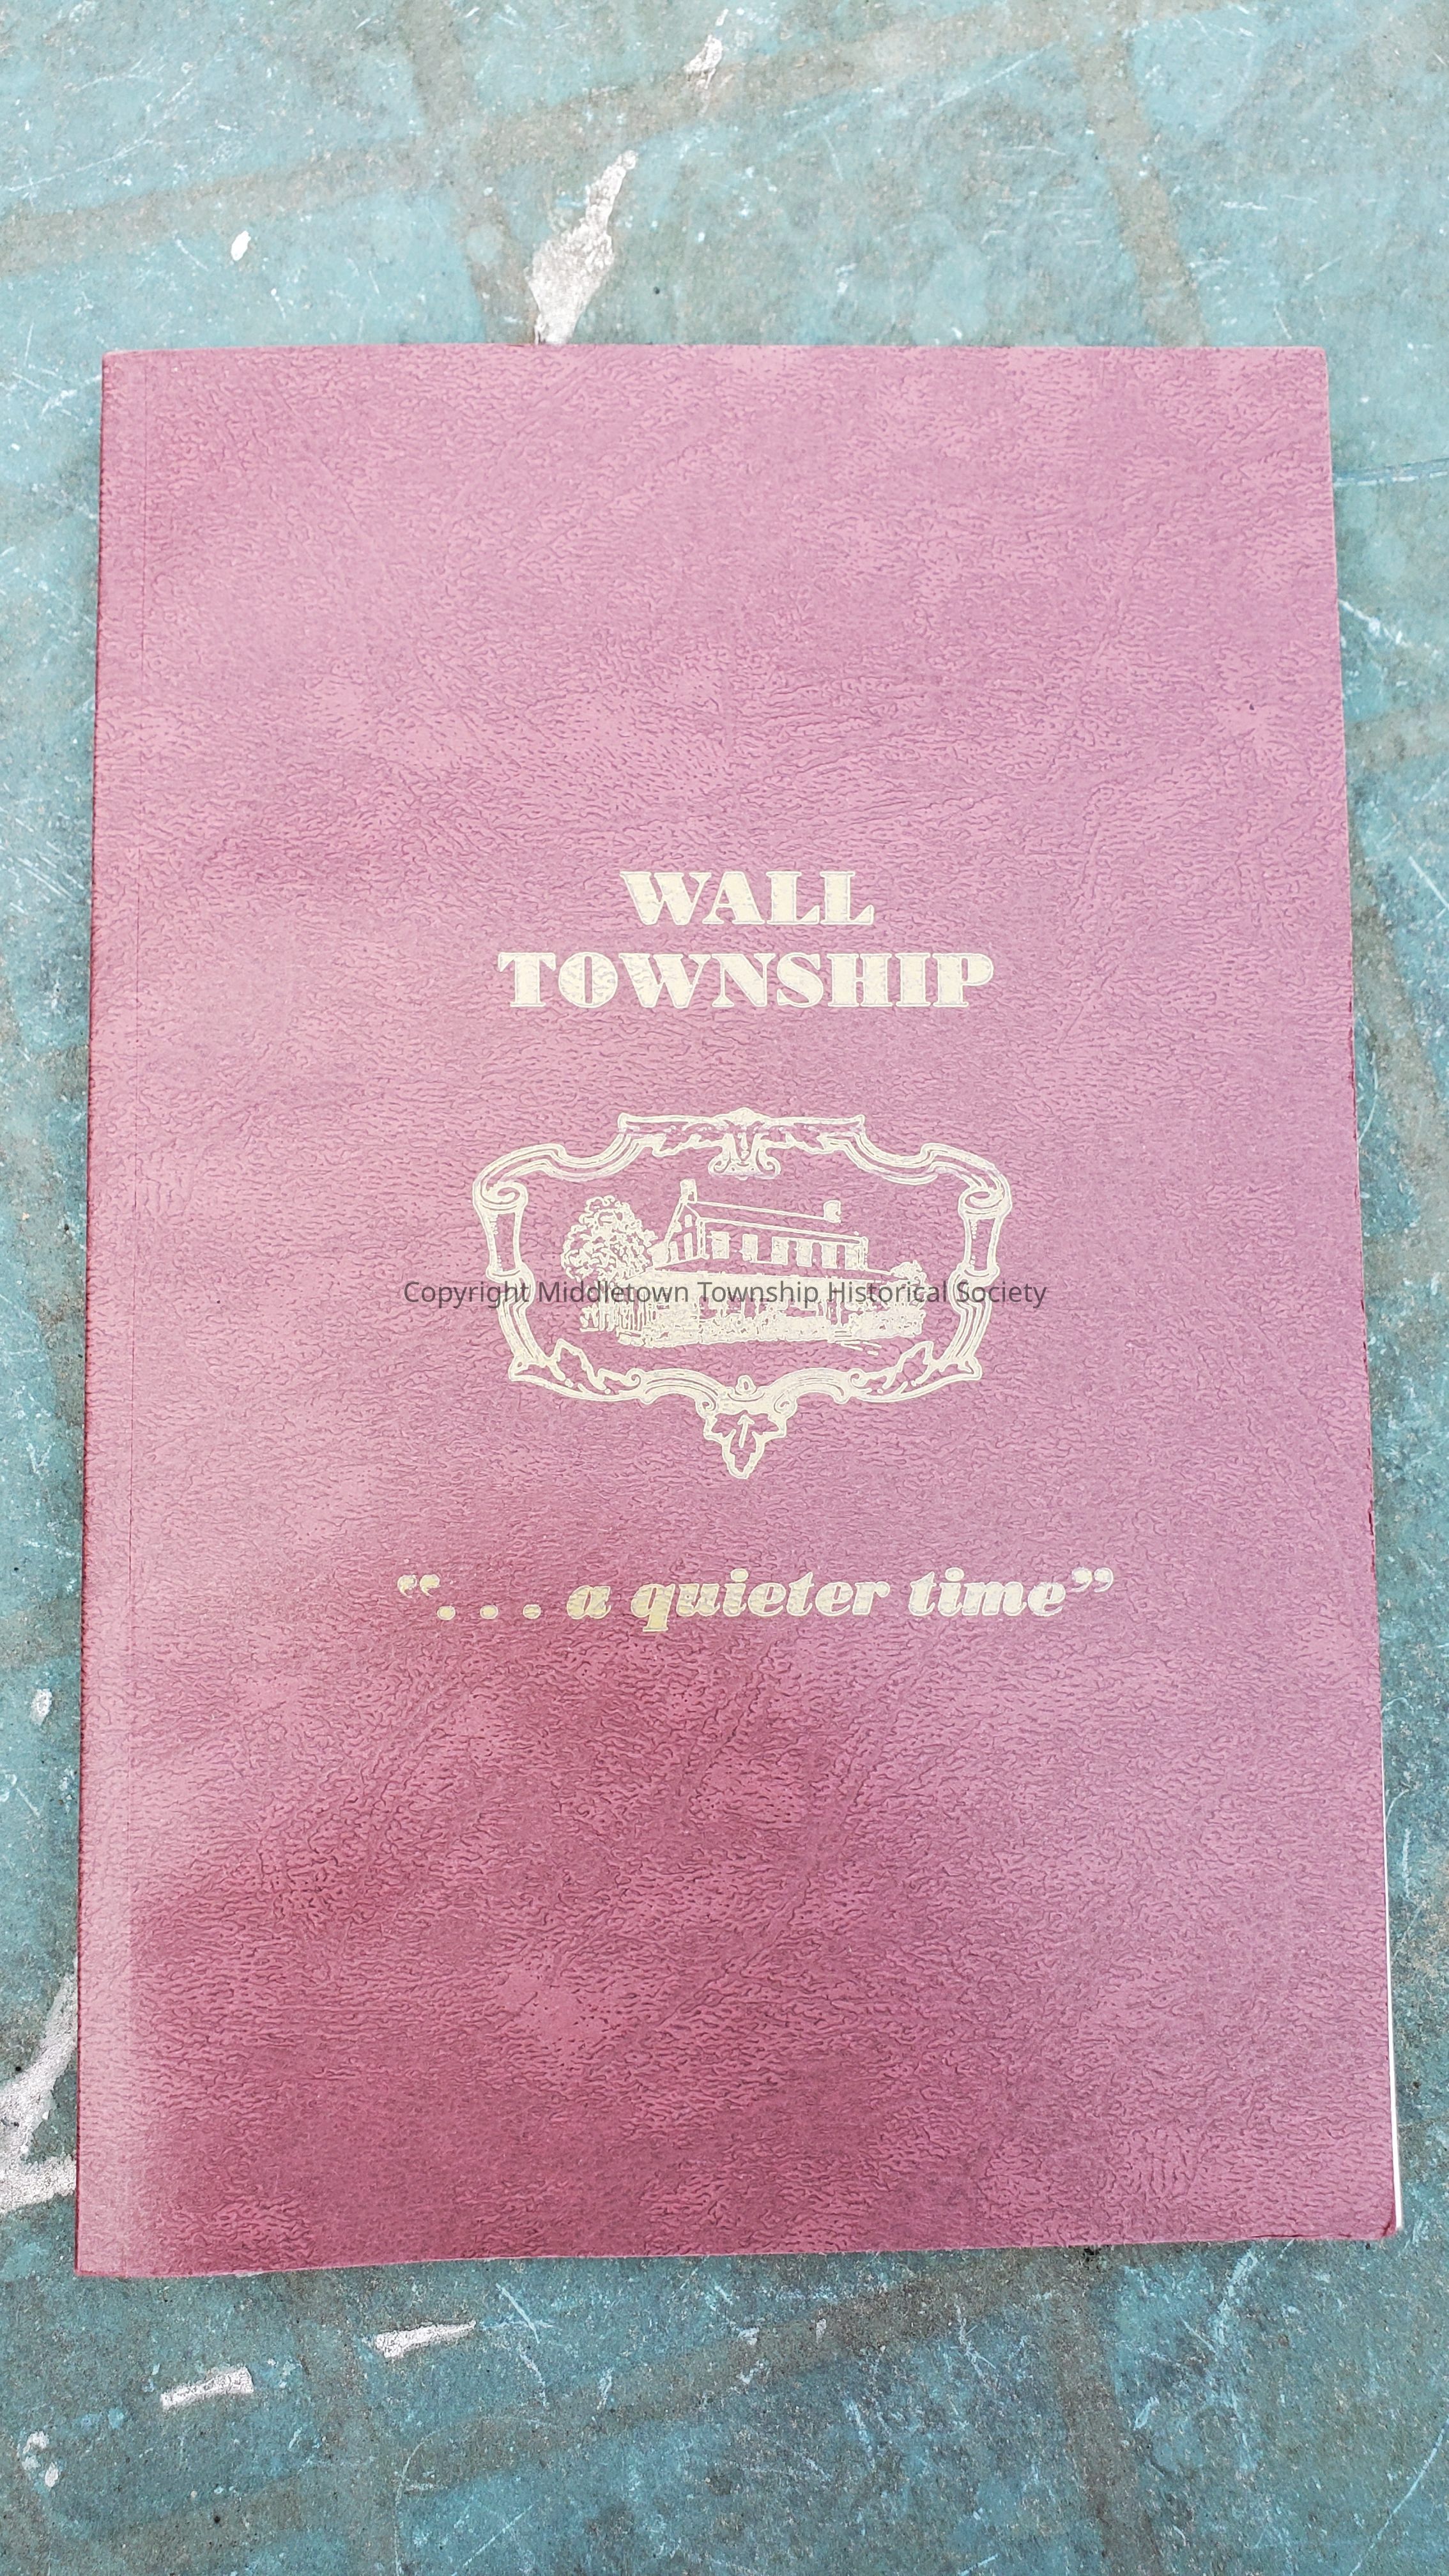 WALL
TOWNSHIP
Copyright Middletown Township Historical Society
“. . . a quieter time”